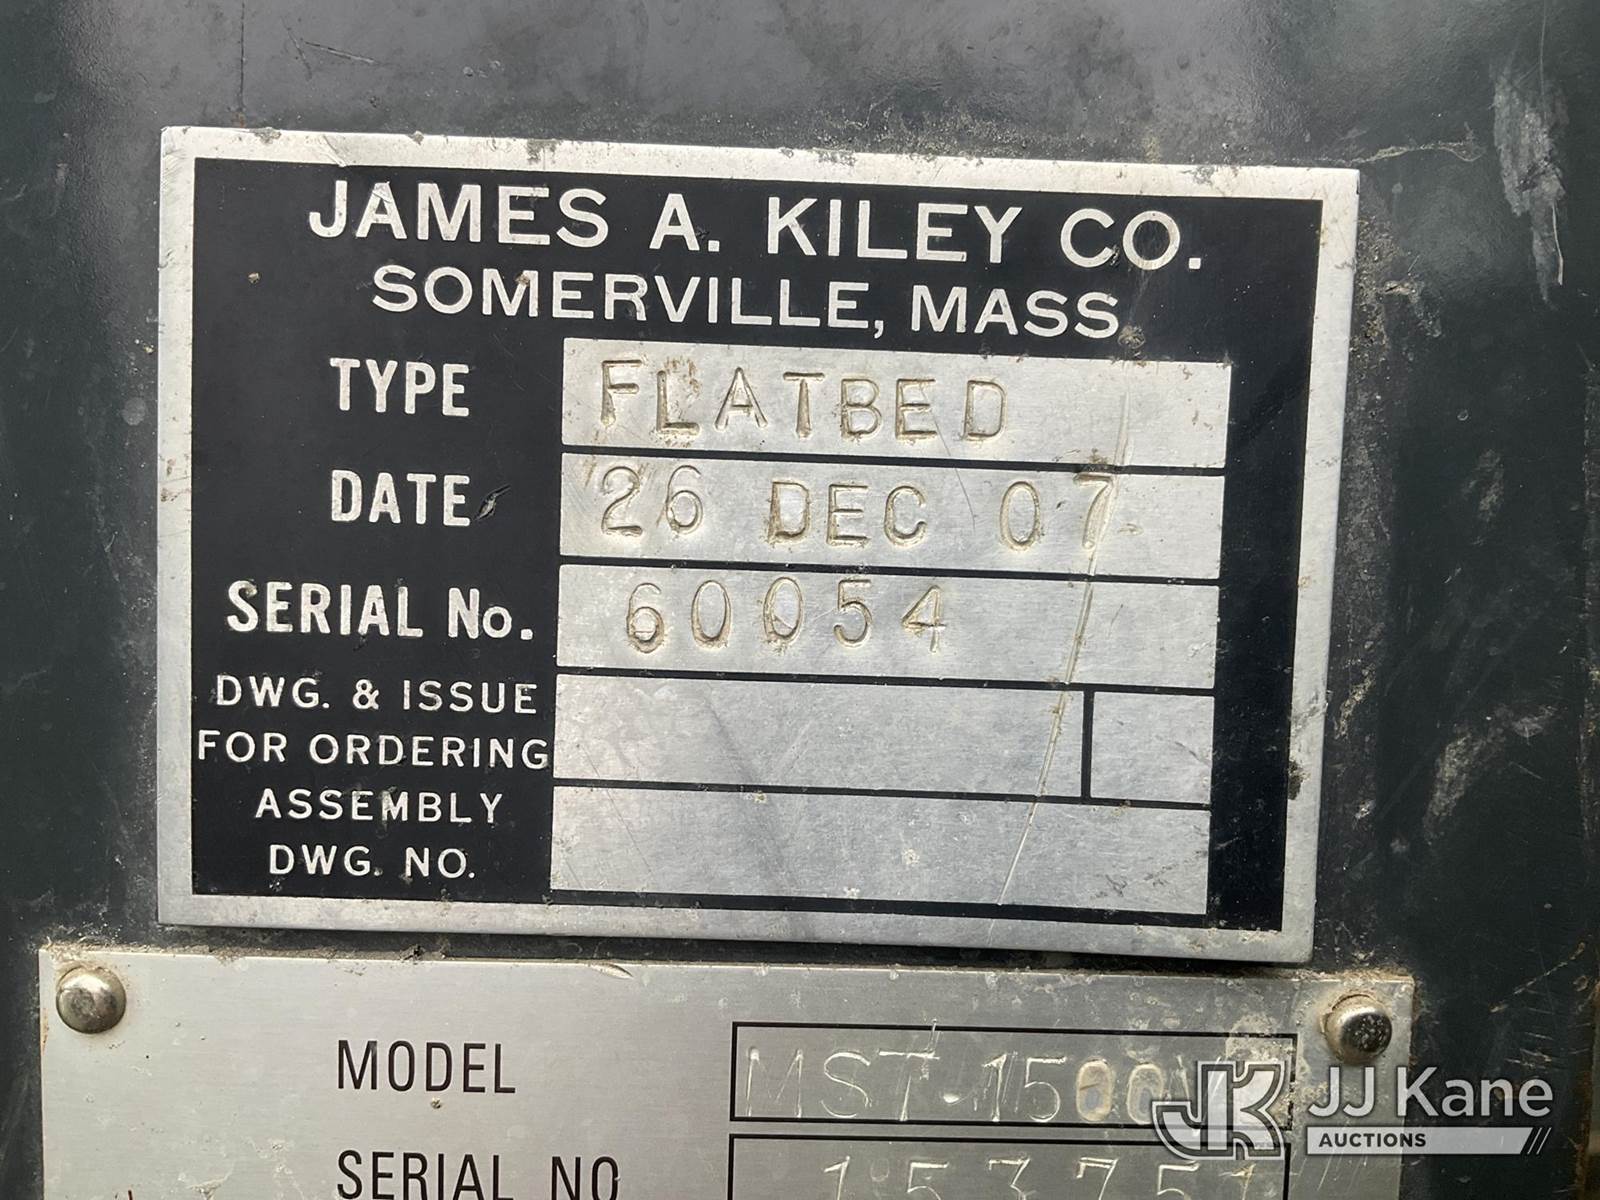 JAMES A. KILEY CO.
SOMERVILLE, MASS.
TYPE FLATBED
DATE 26 DEC 07
SERIAL No. 60054
DWG. & ISSUE
FOR ORDERING
ASSEMBLY
DWG. NO.
MODEL
SERIAL NO
JJ Kane
AUCTIONS